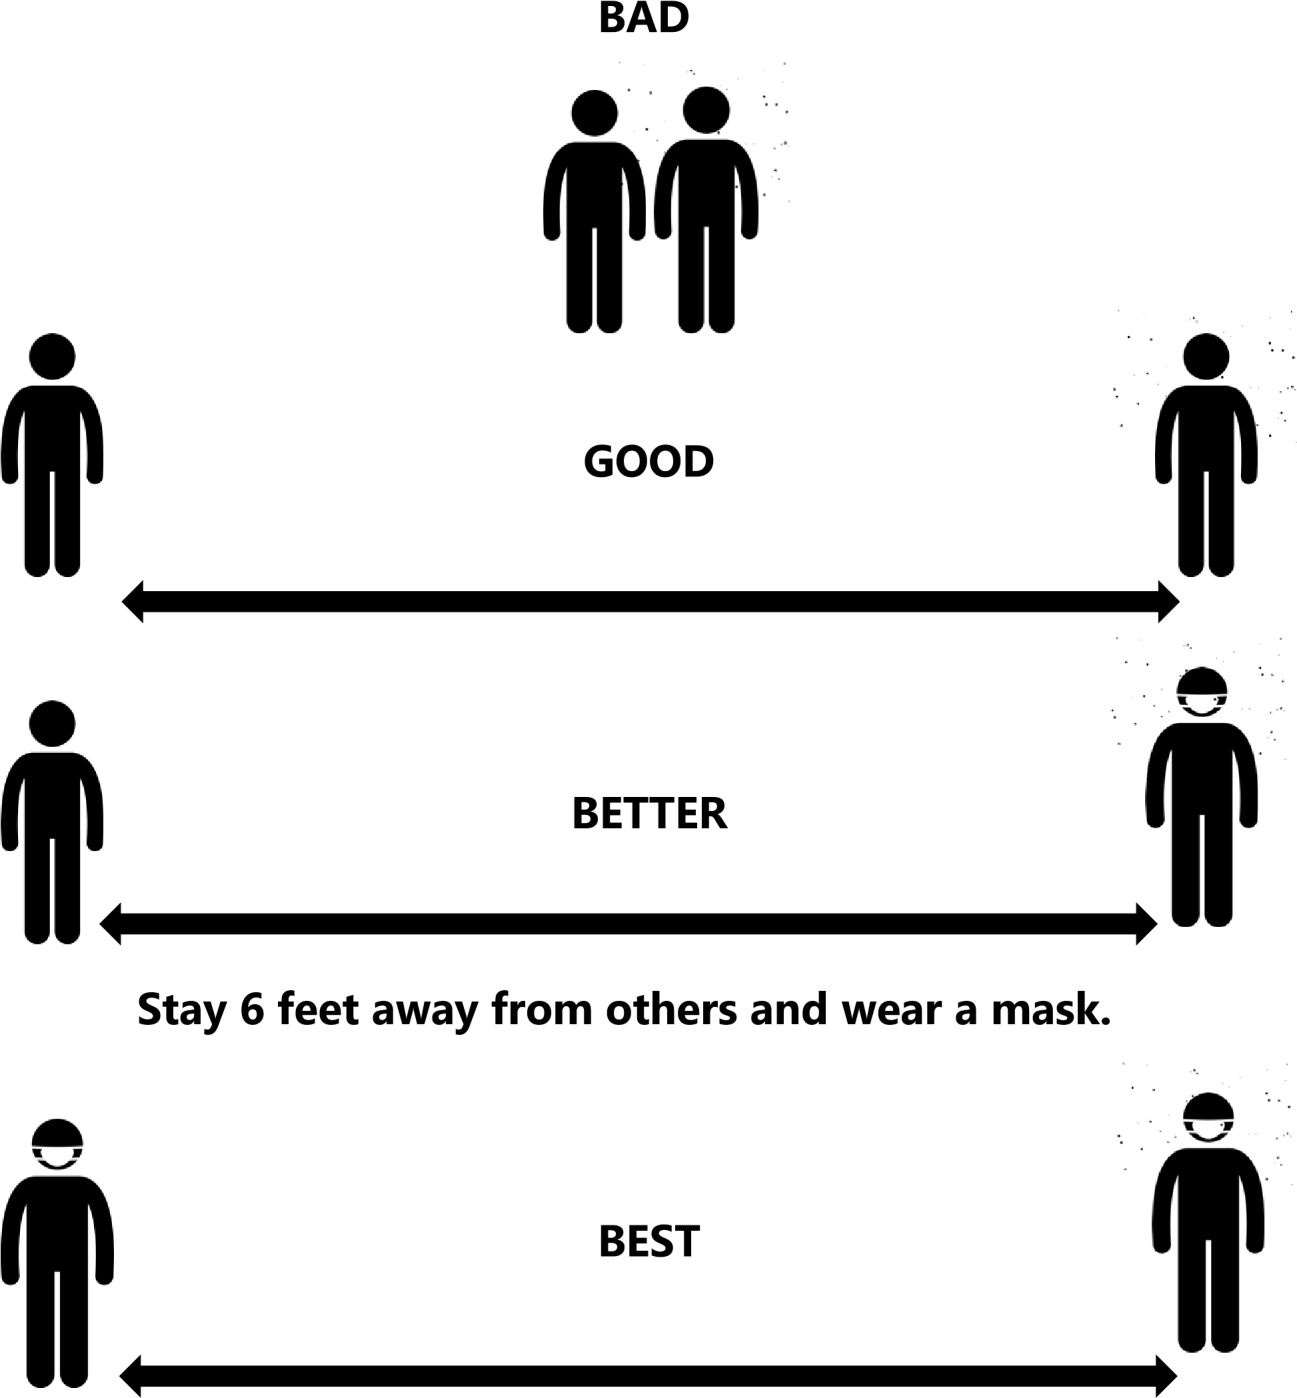 BAD
GOOD
BETTER
Stay 6 feet away from others and wear a mask.
BEST